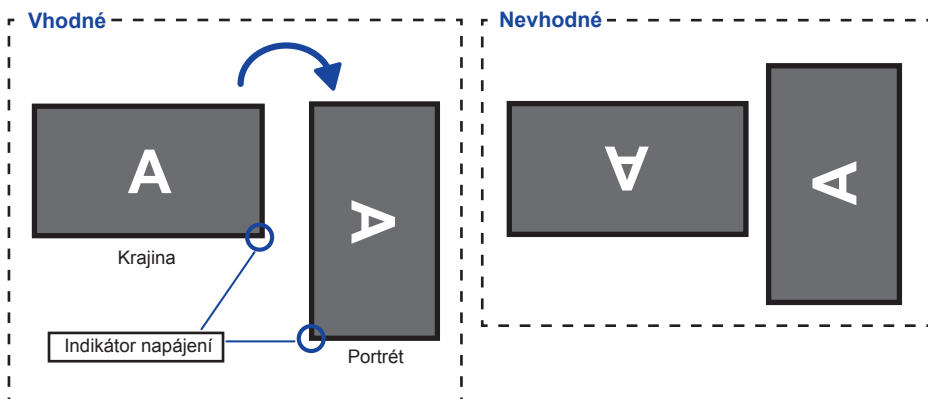 Vhodné
A
Krajina
A
Indikátor napájení
Portrét
Nevhodné
A
A